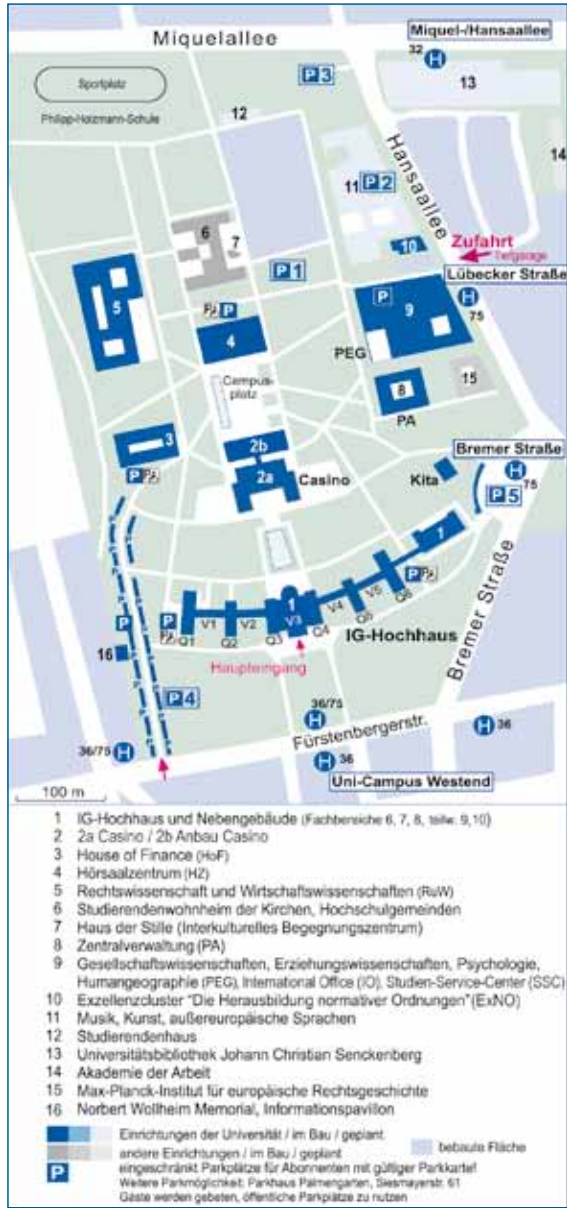 Miquelallee
Miquel-/Hansaallee
32
H
13
Sportplatz
P 3
Philipp-Holzmann-Schule
12
14
Hansaallee
11
P 2
6
7
10
Zufahrt
Tiefgarage
Lübecker Straße
5
P 1
P
9
H
75
P
4
PEG
8
15
PA
Campus-
platz
3
2b
Bremer Straße
2a
Casino
Kita
H
75
P
P 5
1
P
V5
Q6
P
1
V4
Q5
P
V1
V2
V3
Q4
Q1
Q2
Q3
IG-Hochhaus
Bremer Straße
16
Haupteingang
P 4
36/75
H
36/75
H
Fürstenbergerstr.
H
36
H
36
Uni-Campus Westend
100 m
1 IG-Hochhaus und Nebengebäude (Fachbereiche 6, 7, 8, teilw. 9,10)
2 2a Casino / 2b Anbau Casino
3 House of Finance (HoF)
4 Hörsaalzentrum (HZ)
5 Rechtswissenschaft und Wirtschaftswissenschaften (RuW)
6 Studierendenwohnheim der Kirchen, Hochschulgemeinden
7 Haus der Stille (Interkulturelles Begegnungszentrum)
8 Zentralverwaltung (PA)
9 Gesellschaftswissenschaften, Erziehungswissenschaften, Psychologie,
Humangeographie (PEG), International Office (IO), Studien-Service-Center (SSC)
10 Exzellenzcluster "Die Herausbildung normativer Ordnungen" (ExNO)
11 Musik, Kunst, außereuropäische Sprachen
12 Studierendenhaus
13 Universitätsbibliothek Johann Christian Senckenberg
14 Akademie der Arbeit
15 Max-Planck-Institut für europäische Rechtsgeschichte
16 Norbert Wollheim Memorial, Informationspavillon
Einrichtungen der Universität / im Bau / geplant
andere Einrichtungen / im Bau / geplant
bebaute Fläche
P eingeschränkt Parkplätze für Abonnenten mit gültiger Parkkarte!
Weitere Parkmöglichkeit: Parkhaus Palmengarten, Siesmayerstr. 61
Gäste werden gebeten, öffentliche Parkplätze zu nutzen